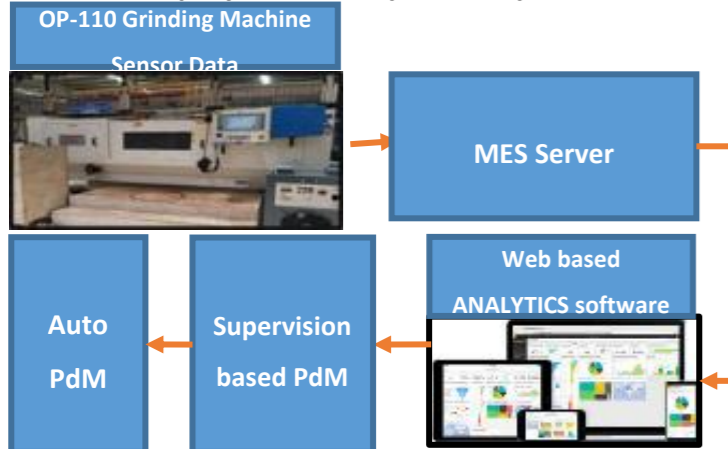 OP-110 Grinding Machine
Sensor Data
MES Server
Web based
ANALYTICS software
Supervision
based PdM
Auto
PdM